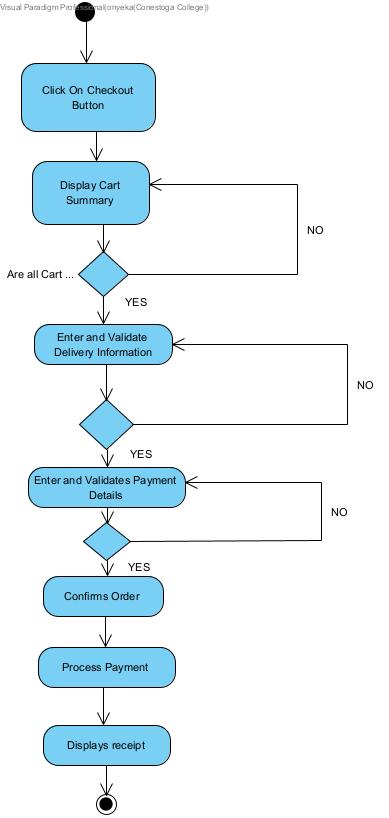 Visual Paradigm Professional(onyeka(Conestoga College))
Click On Checkout
Button
Display Cart
Summary
NO
Are all Cart ...
YES
Enter and Validate
Delivery Information
NO
YES
Enter and Validates Payment
Details
NO
YES
Confirms Order
Process Payment
Displays receipt